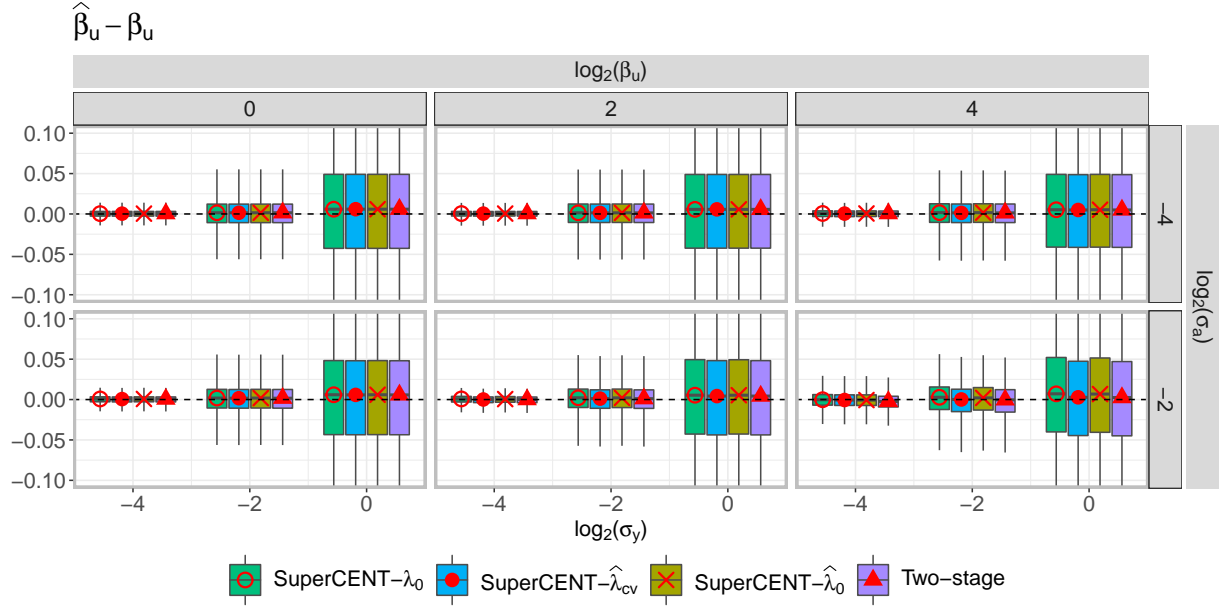 β̂ᵤ − βᵤ
log₂(βᵤ)
0 2 4
0.10
0.05
0.00
−0.05
−0.10
−4
0.10
0.05
0.00
−0.05
−0.10
−2
log₂(σₐ)
−4 −2 0 −4 −2 0 −4 −2 0
log₂(σ_y)
SuperCENT−λ₀ SuperCENT−λ̂_cv SuperCENT−λ̂₀ Two−stage